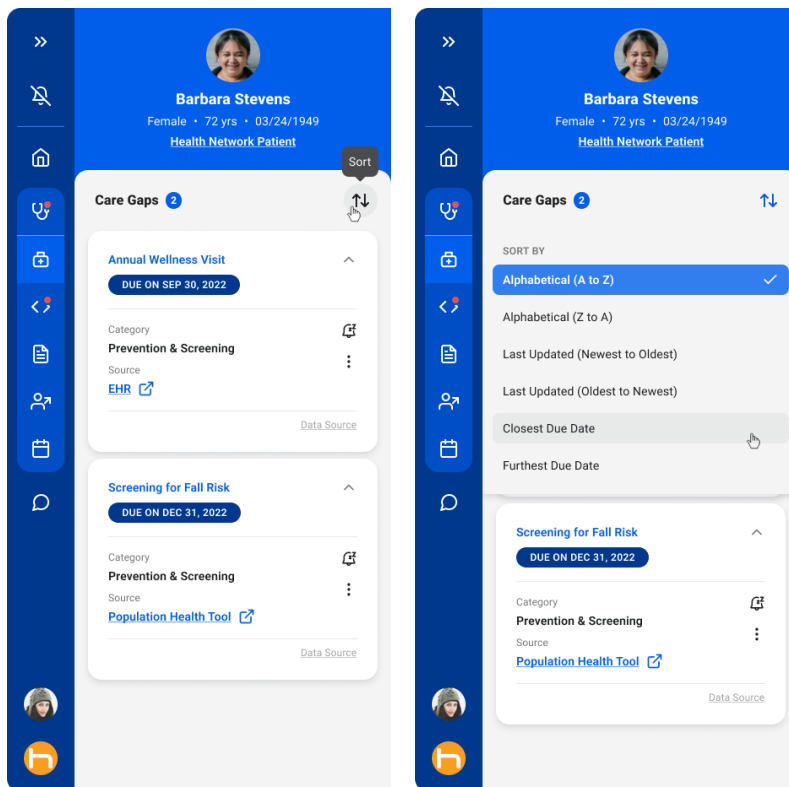 Barbara Stevens
Female • 72 yrs • 03/24/1949
Health Network Patient
Sort
Care Gaps 2
Annual Wellness Visit
DUE ON SEP 30, 2022
Category
Prevention & Screening
Source
EHR
Data Source
Screening for Fall Risk
DUE ON DEC 31, 2022
Category
Prevention & Screening
Source
Population Health Tool
Data Source
Barbara Stevens
Female • 72 yrs • 03/24/1949
Health Network Patient
Care Gaps 2
SORT BY
Alphabetical (A to Z)
Alphabetical (Z to A)
Last Updated (Newest to Oldest)
Last Updated (Oldest to Newest)
Closest Due Date
Furthest Due Date
Screening for Fall Risk
DUE ON DEC 31, 2022
Category
Prevention & Screening
Source
Population Health Tool
Data Source